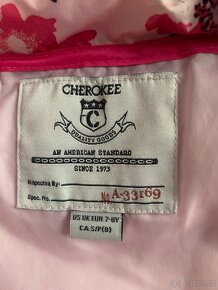 CHEROKEE
C
QUALITY GOODS
AN AMERICAN STANDARD
SINCE 1973
Inspected By:
Spec. No. No A-33169
US UK EUR 7-8Y
CA S/P(8)